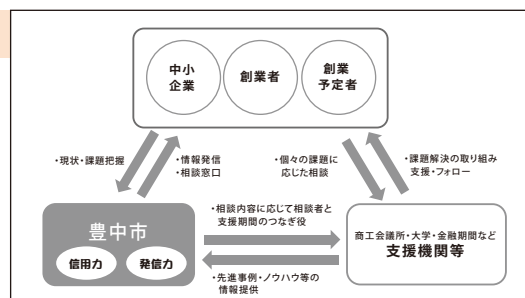 中小
企業
創業者
創業
予定者
・現状・課題把握
・情報発信
・相談窓口
・個々の課題に
応じた相談
・課題解決の取り組み
支援・フォロー
豊中市
信用力
発信力
・相談内容に応じて相談者と
支援期間のつなぎ役
商工会議所・大学・金融期間など
支援機関等
・先進事例・ノウハウ等の
情報提供